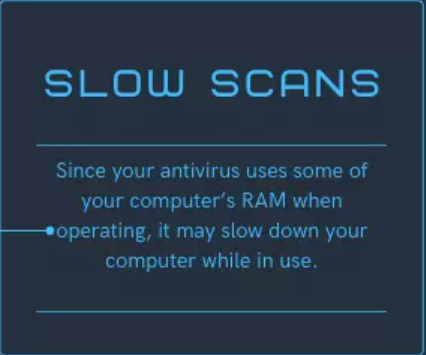 SLOW SCANS
Since your antivirus uses some of
your computer's RAM when
operating, it may slow down your
computer while in use.